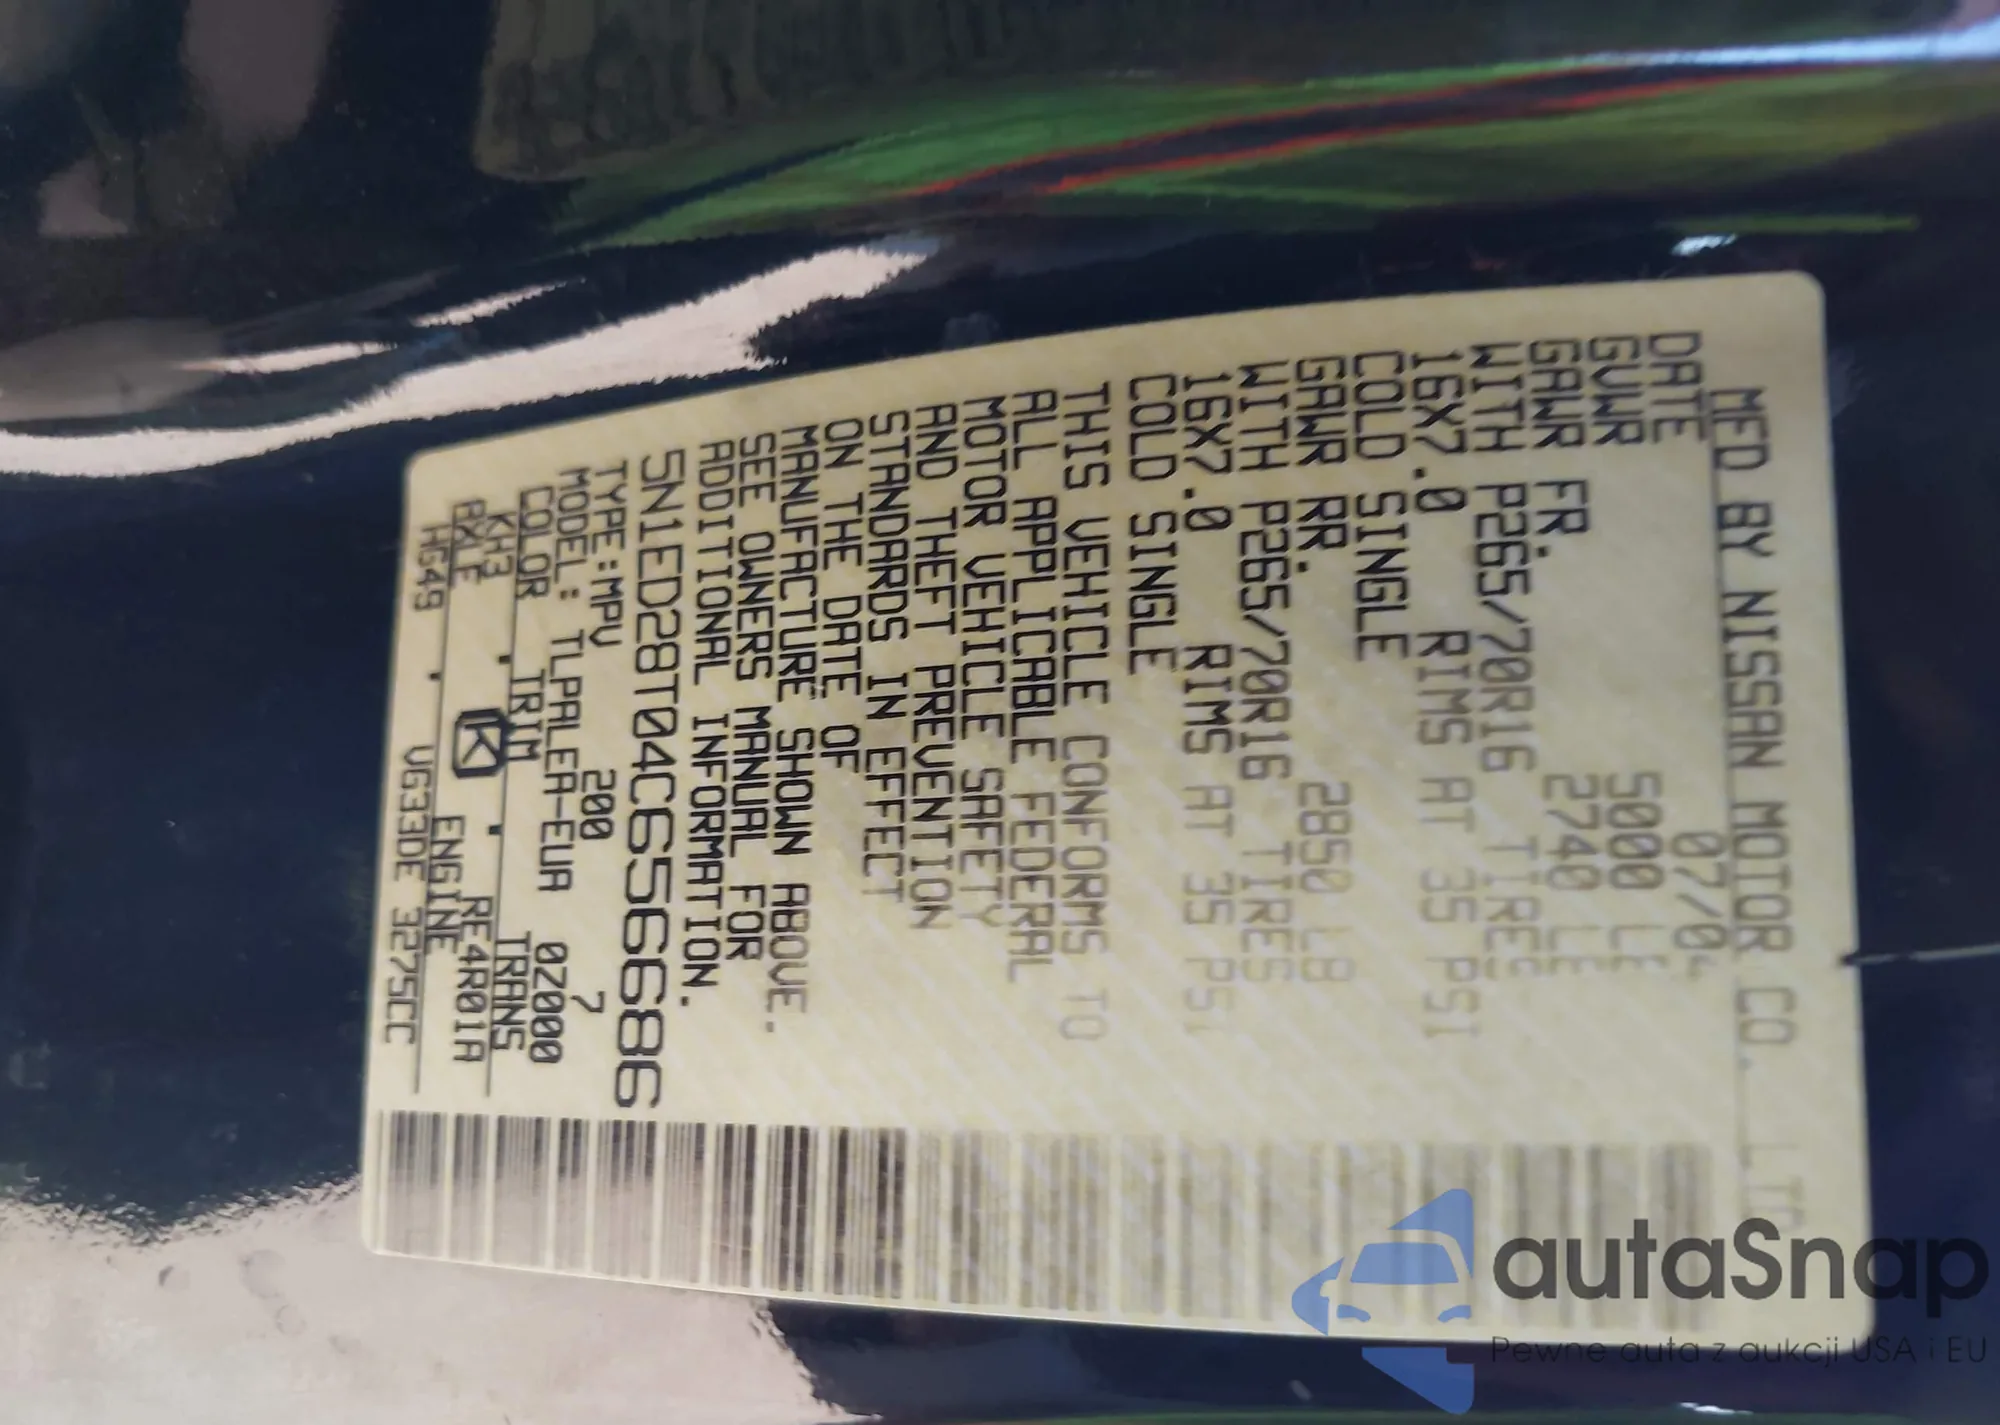 MFD BY NISSAN MOTOR CO. LTD
DATE 07/04
GVWR 5000 LB
GAWR FR. 2740 LB
WITH P265/70R16 TIRES
16X7.0 RIMS AT 35 PSI
COLD SINGLE
GAWR RR. 2850 LB
WITH P265/70R16 TIRES
16X7.0 RIMS AT 35 PSI
COLD SINGLE
THIS VEHICLE CONFORMS TO
ALL APPLICABLE FEDERAL
MOTOR VEHICLE SAFETY
AND THEFT PREVENTION
STANDARDS IN EFFECT
ON THE DATE OF
MANUFACTURE SHOWN ABOVE..
SEE OWNERS MANUAL FOR
ADDITIONAL INFORMATION.
5N1ED28T04C656686
TYPE:MPV 200 7
MODEL: TLPALEA-EUA 0Z000
COLOR TRIM TRANS
KH3 . K . RE4R01A
AXLE ENGINE
HG49 . VG33DE 3275CC
autaSnap
Pewne auta z aukcji USA i EU